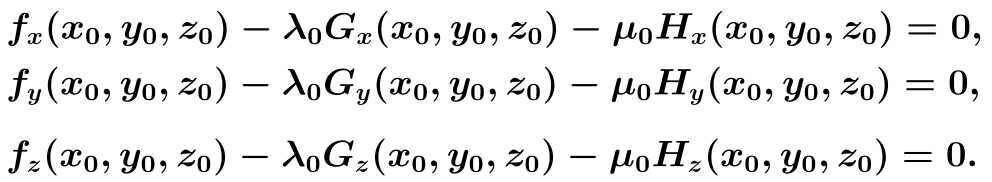 f_x(x_0, y_0, z_0) − λ_0G_x(x_0, y_0, z_0) − μ_0H_x(x_0, y_0, z_0) = 0,
f_y(x_0, y_0, z_0) − λ_0G_y(x_0, y_0, z_0) − μ_0H_y(x_0, y_0, z_0) = 0,
f_z(x_0, y_0, z_0) − λ_0G_z(x_0, y_0, z_0) − μ_0H_z(x_0, y_0, z_0) = 0.